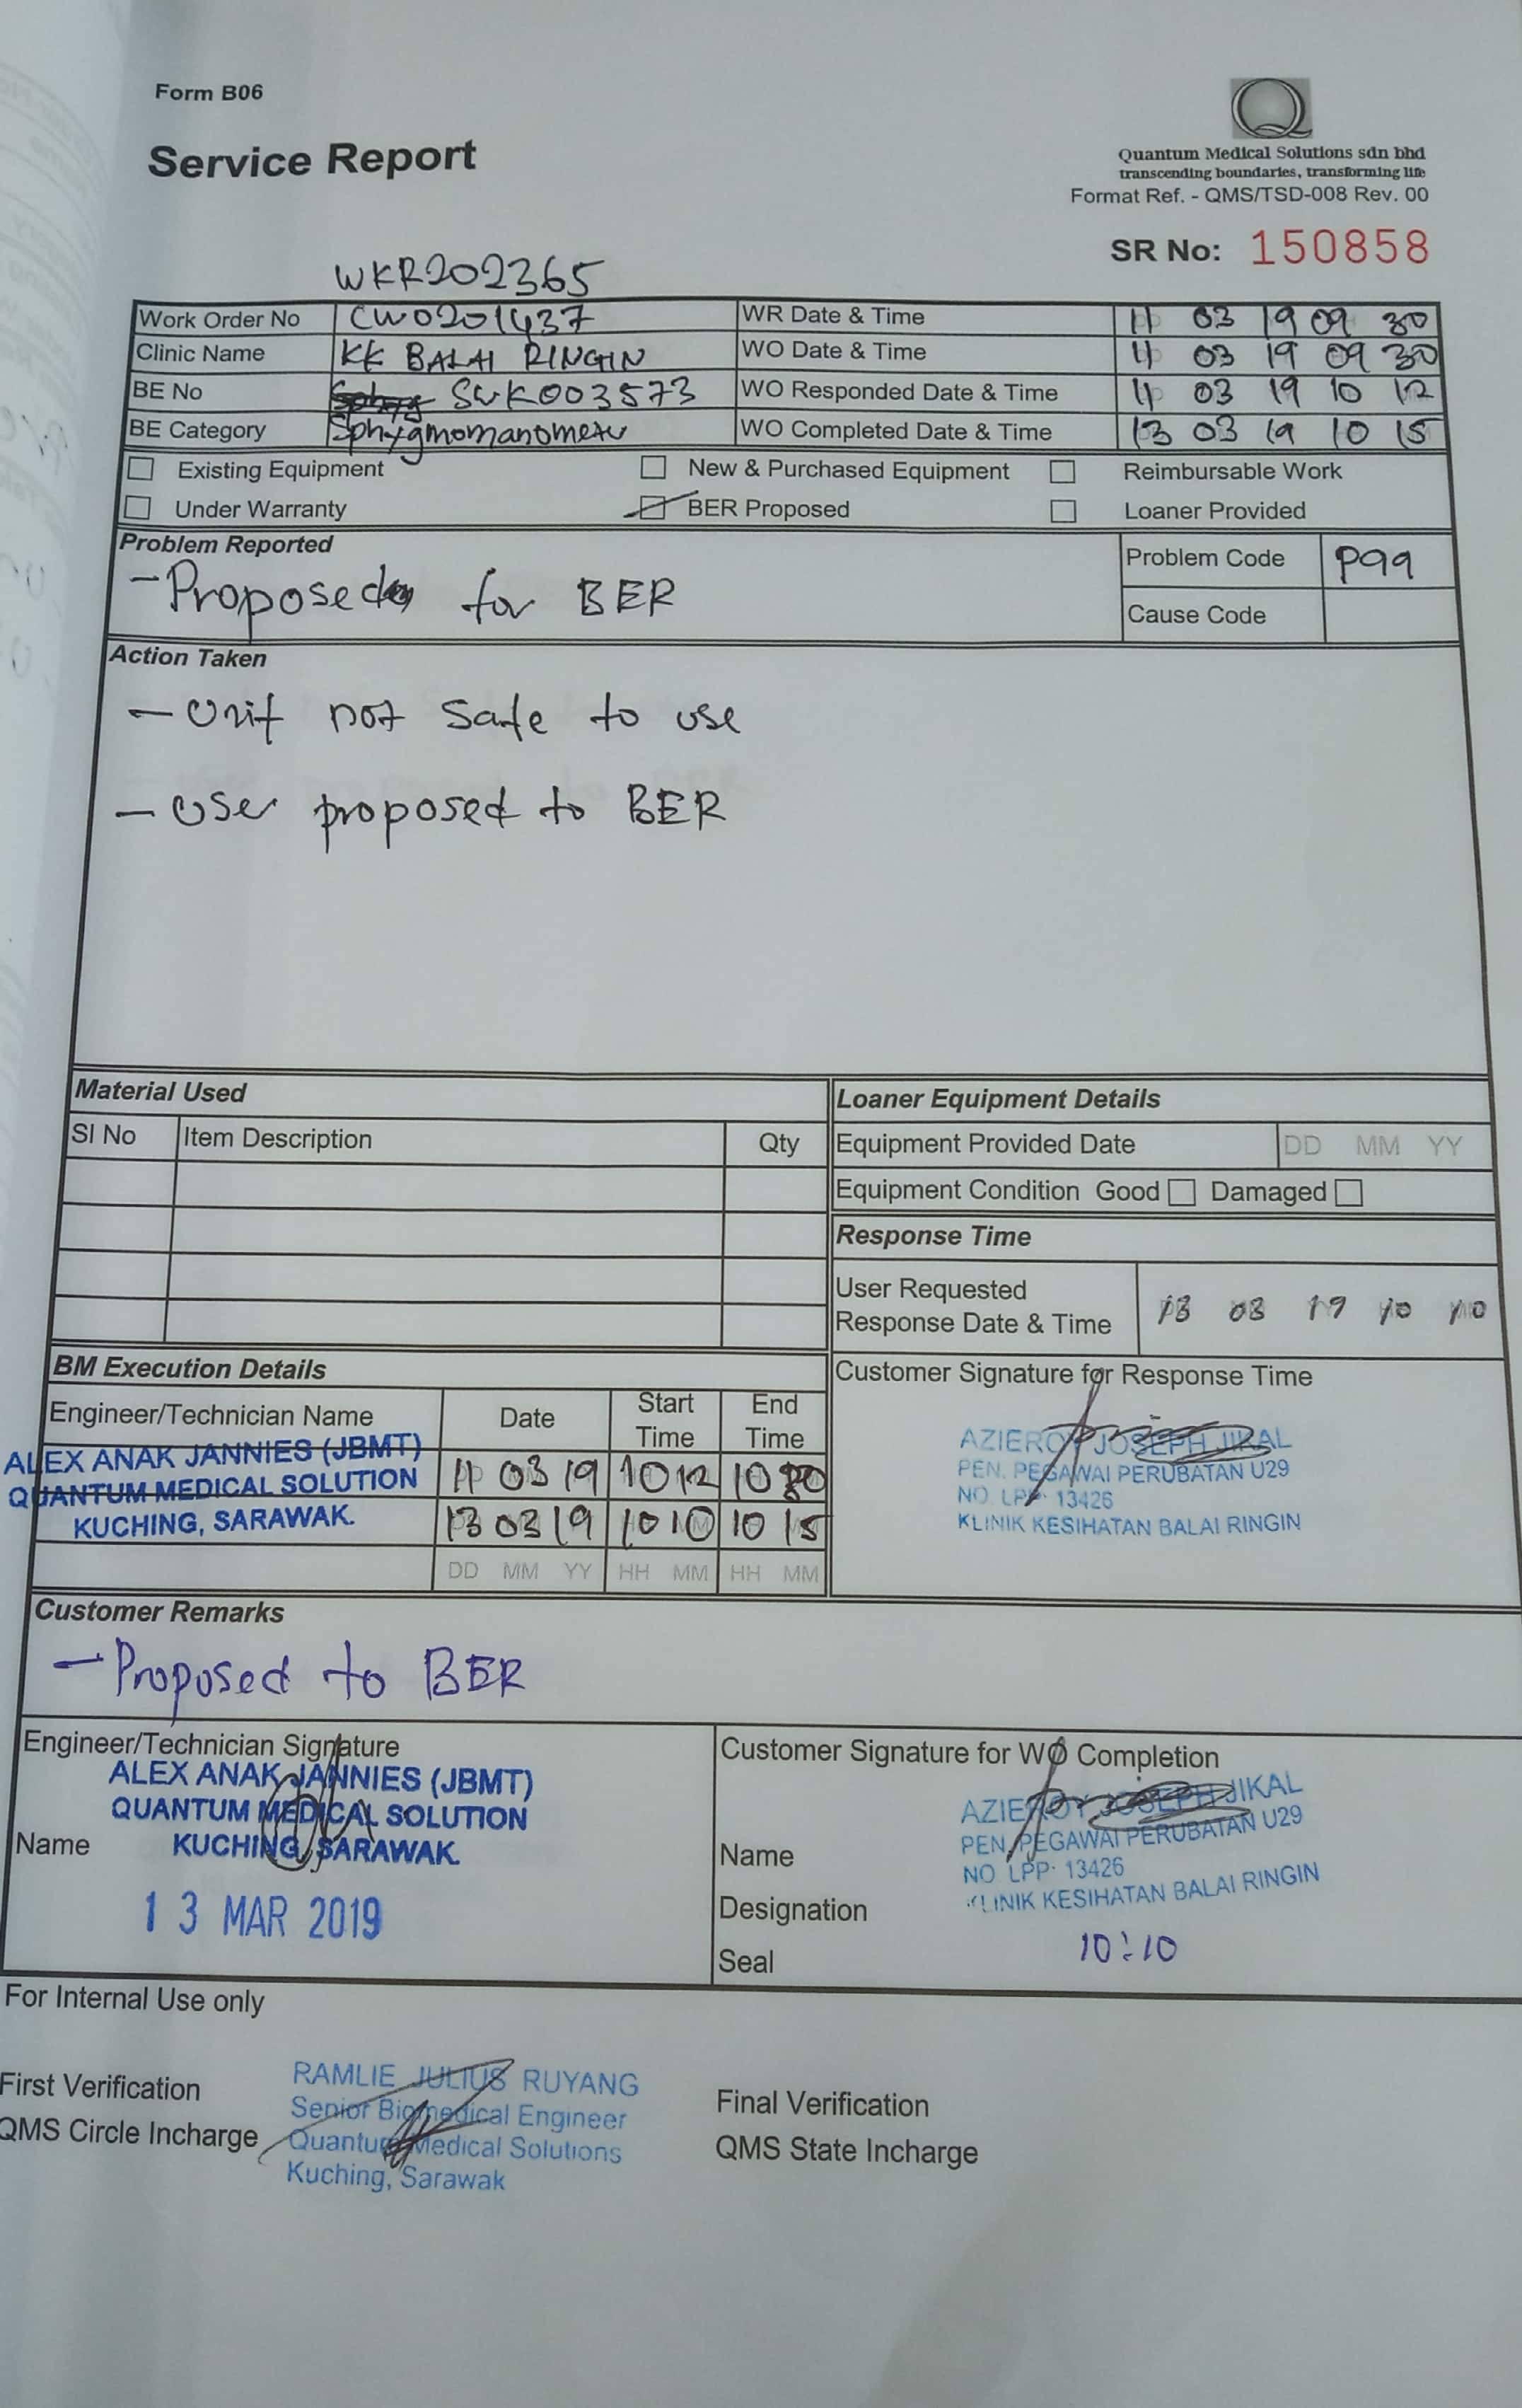 Form B06
Service Report
Quantum Medical Solutions sdn bhd
transcending boundaries, transforming life
Format Ref. - QMS/TSD-008 Rev. 00
SR No: 150858
WKR202365
Work Order No CWO201437 WR Date & Time 11 03 19 09 30
Clinic Name KK BALAI RINGIN WO Date & Time 11 03 19 09 30
BE No SWK003573 WO Responded Date & Time 11 03 19 10 12
BE Category Sphygmomanometer WO Completed Date & Time 13 03 19 10 15
Existing Equipment New & Purchased Equipment Reimbursable Work
Under Warranty BER Proposed Loaner Provided
Problem Reported
- Proposed for BER
Problem Code P99
Cause Code
Action Taken
- Unit not safe to use
- User proposed to BER
Material Used
Sl No Item Description Qty
Loaner Equipment Details
Equipment Provided Date DD MM YY
Equipment Condition Good Damaged
Response Time
User Requested
Response Date & Time 13 03 19 10 10
BM Execution Details
Engineer/Technician Name Date Start Time End Time
ALEX ANAK JANNIES (JBMT)
QUANTUM MEDICAL SOLUTION
KUCHING, SARAWAK.
11 03 19 10 12 10
13 03 19 10 10 10 15
DD MM YY HH MM HH MM
Customer Signature for Response Time
AZIEROY JOSEPH JIKAL
PEN. PEGAWAI PERUBATAN U29
NO. LPP: 13426
KLINIK KESIHATAN BALAI RINGIN
Customer Remarks
- Proposed to BER
Engineer/Technician Signature
ALEX ANAK JANNIES (JBMT)
QUANTUM MEDICAL SOLUTION
Name KUCHING, SARAWAK.
13 MAR 2019
Customer Signature for WO Completion
AZIEROY JOSEPH JIKAL
PEN. PEGAWAI PERUBATAN U29
Name
NO LPP: 13426
KLINIK KESIHATAN BALAI RINGIN
Designation
10:10
Seal
For Internal Use only
First Verification
QMS Circle Incharge
RAMLIE JULIUS RUYANG
Senior Biomedical Engineer
Quantum Medical Solutions
Kuching, Sarawak
Final Verification
QMS State Incharge